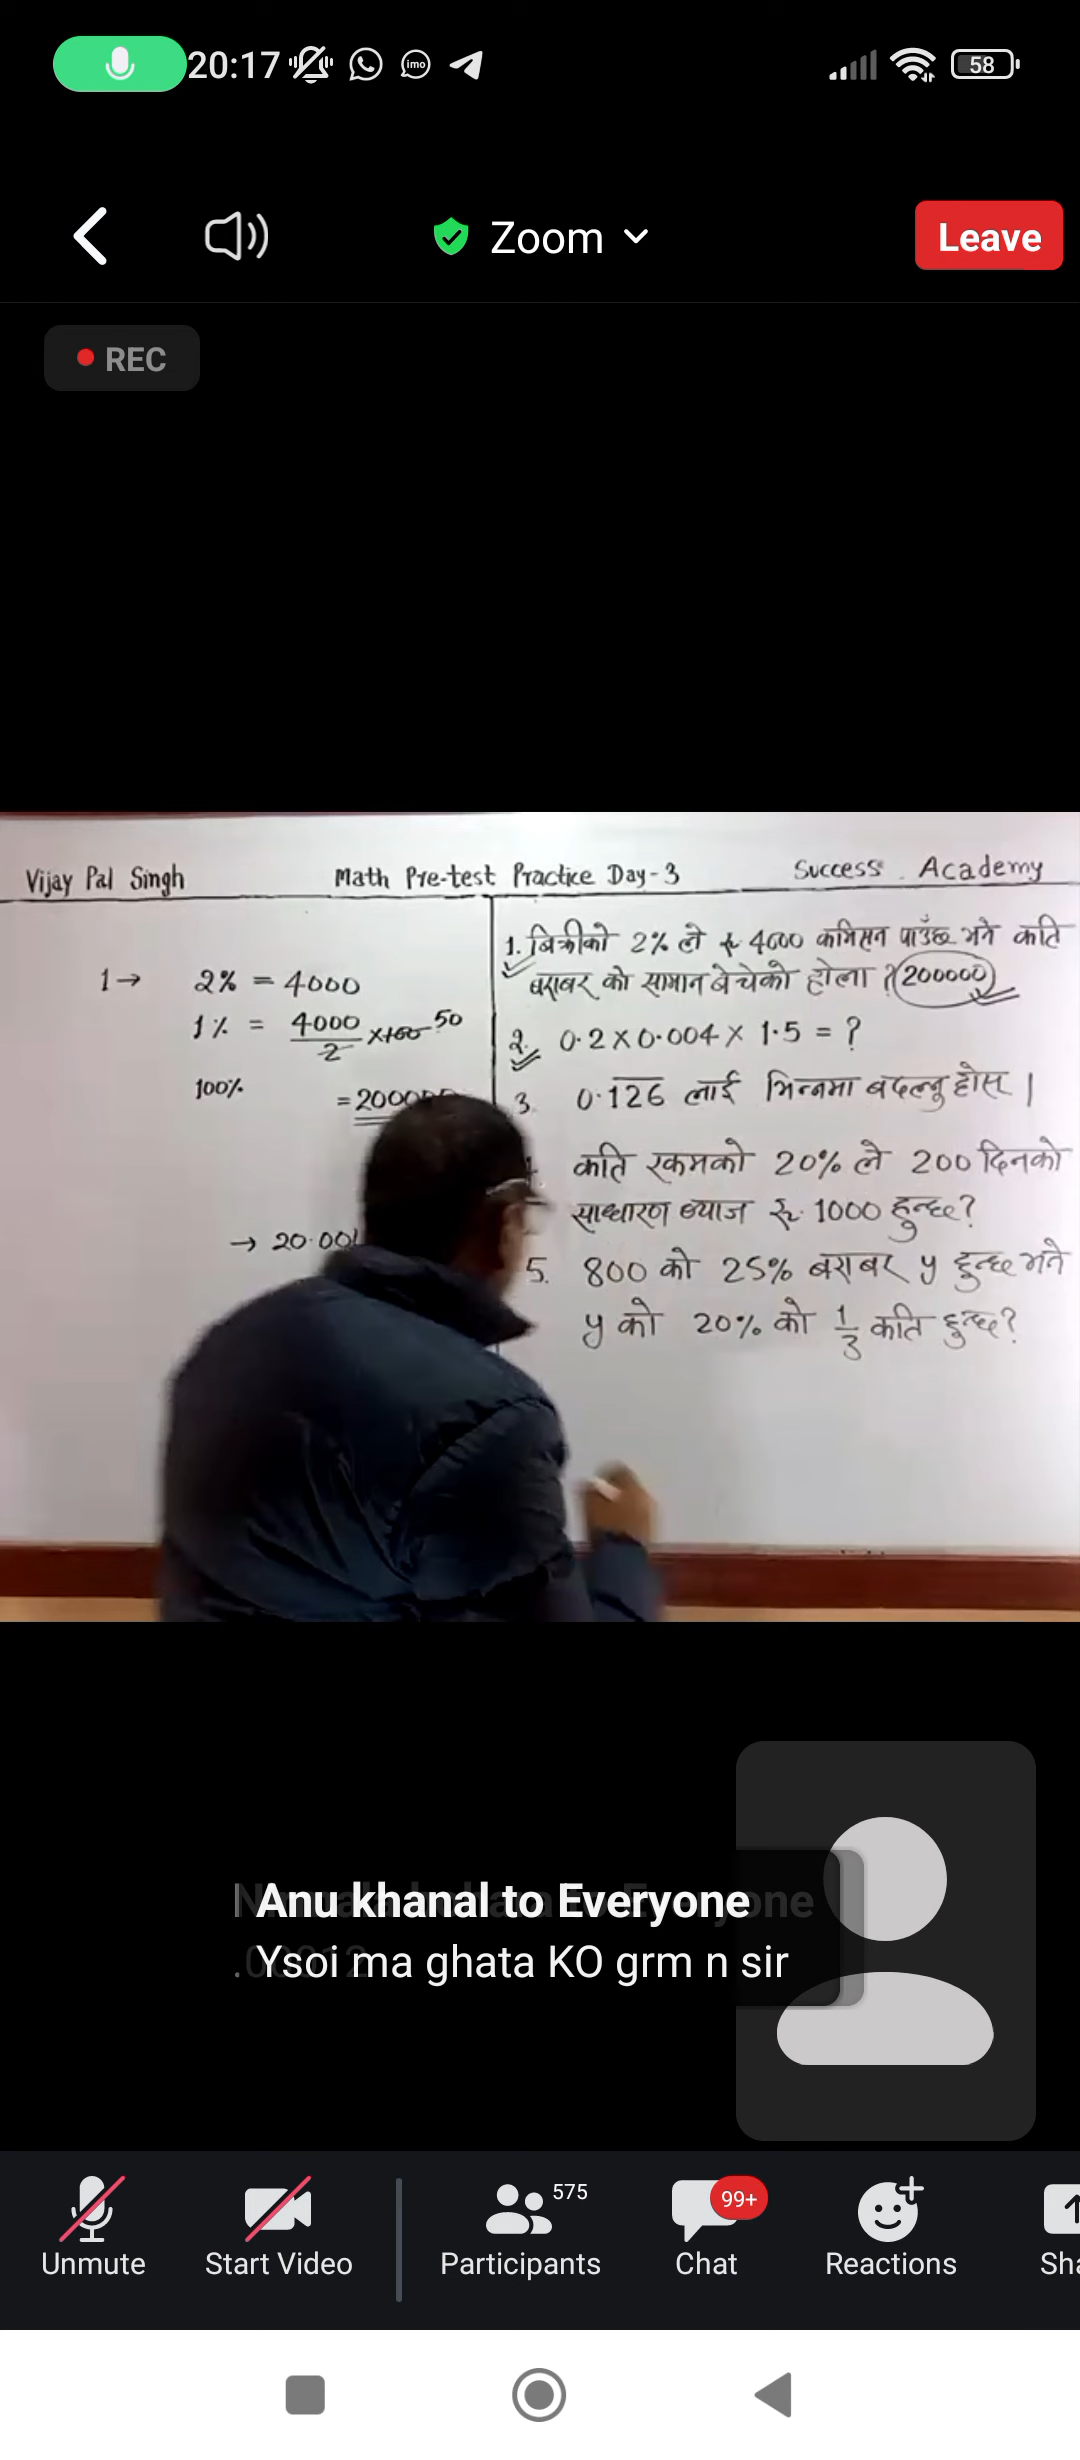 20:17
imo
58
Zoom
Leave
REC
Vijay Pal Singh
Math Pre-test Practice Day-3
Success Academy
1→ 2% = 4000
1% = 4000/2 ×100 50
100% = 2000
→ 20.00
1. बिक्रीको 2% ले रु 4000 कमिसन पाउँछ भने कति
बराबर को सामान बेचेको होला ? 200000
2. 0.2 X 0.004 X 1.5 = ?
3. 0.1̅2̅6̅ लाई भिन्नमा बदल्नु होस् |
कति रकमको 20% ले 200 दिनको
साधारण ब्याज रु. 1000 हुन्छ?
5. 800 को 25% बराबर y हुन्छ भने
y को 20% को 1/3 कति हुन्छ?
Anu khanal to Everyone
Ysoi ma ghata KO grm n sir
Unmute
Start Video
575
Participants
99+
Chat
Reactions